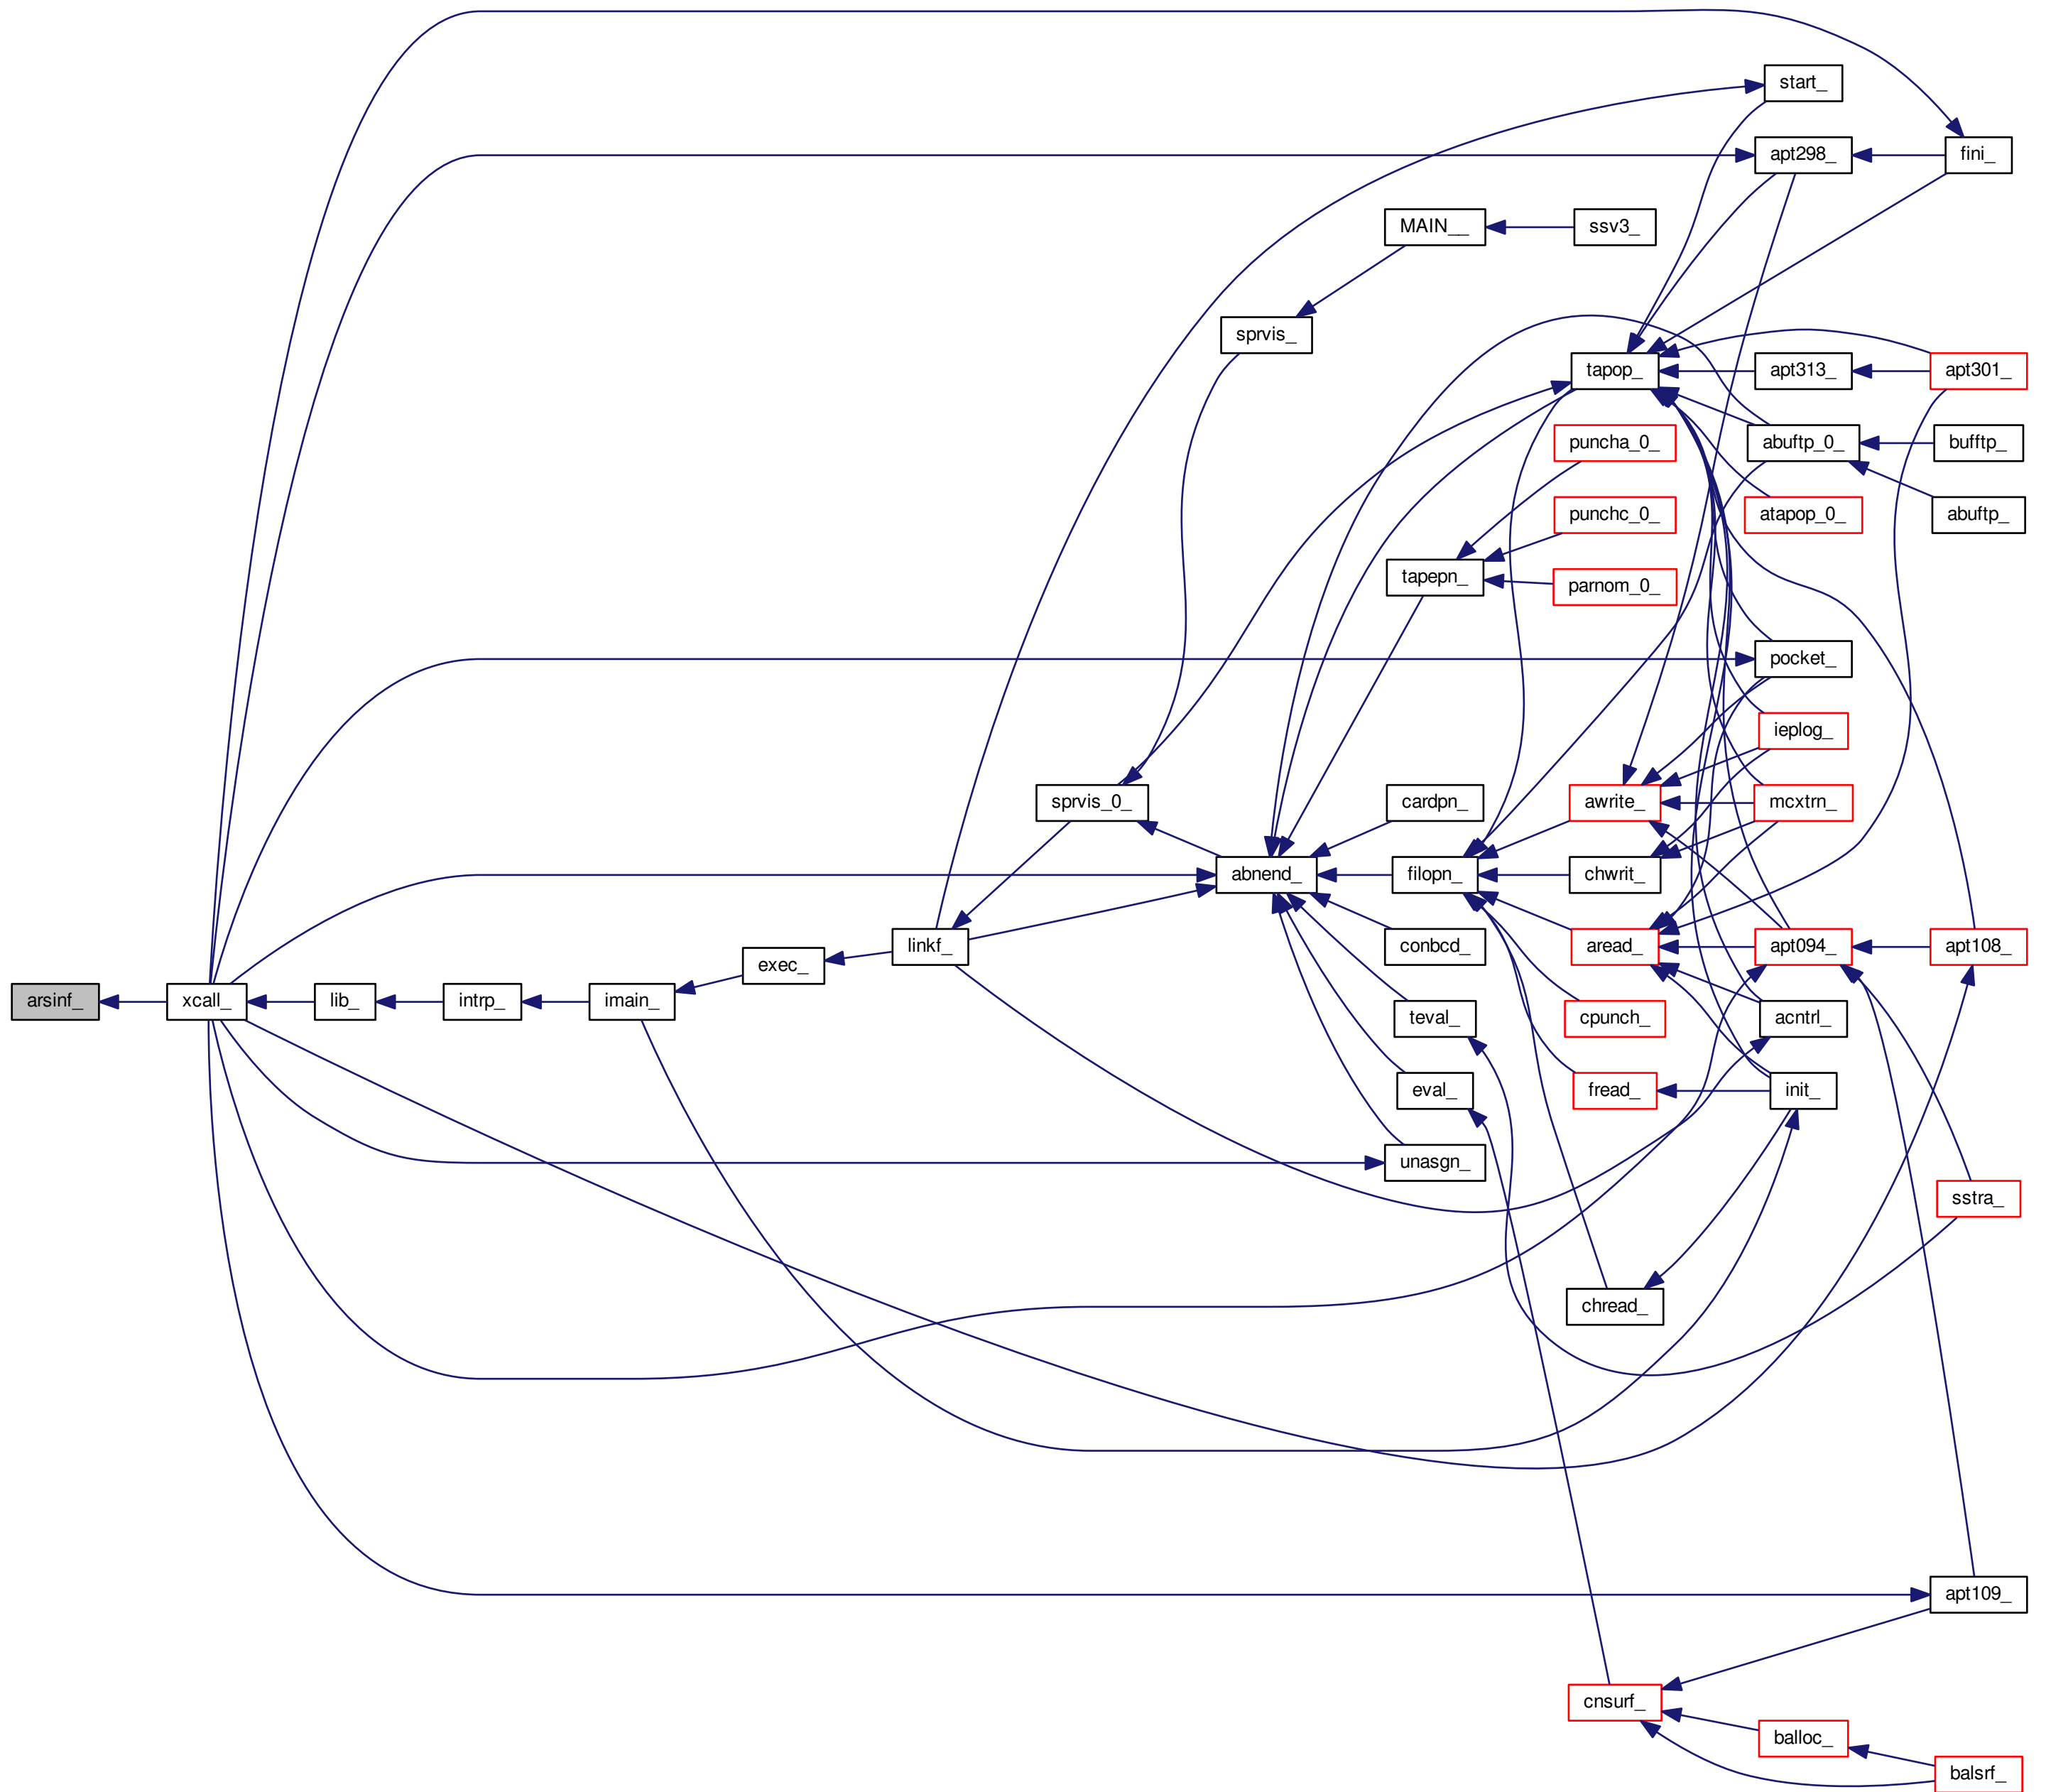 start_
apt298_
fini_
MAIN__
ssv3_
sprvis_
tapop_
apt313_
apt301_
puncha_0_
abuftp_0_
bufftp_
punchc_0_
atapop_0_
abuftp_
tapepn_
parnom_0_
pocket_
ieplog_
sprvis_0_
cardpn_
awrite_
mcxtrn_
abnend_
filopn_
chwrit_
linkf_
conbcd_
aread_
apt094_
apt108_
exec_
arsinf_
xcall_
lib_
intrp_
imain_
teval_
cpunch_
acntrl_
eval_
fread_
init_
unasgn_
sstra_
chread_
apt109_
cnsurf_
balloc_
balsrf_